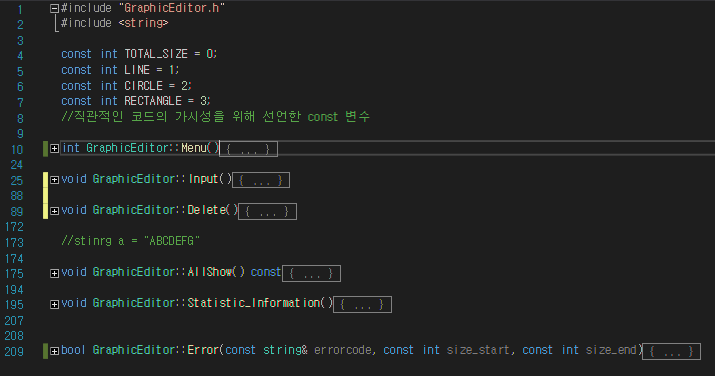 1 #include "GraphicEditor.h"
2 #include <string>
3
4 const int TOTAL_SIZE = 0;
5 const int LINE = 1;
6 const int CIRCLE = 2;
7 const int RECTANGLE = 3;
8 //직관적인 코드의 가시성을 위해 선언한 const 변수
9
10 int GraphicEditor::Menu(){ ... }
24
25 void GraphicEditor::Input(){ ... }
88
89 void GraphicEditor::Delete(){ ... }
172
173 //stinrg a = "ABCDEFG"
174
175 void GraphicEditor::AllShow() const{ ... }
194
195 void GraphicEditor::Statistic_Information(){ ... }
207
208
209 bool GraphicEditor::Error(const string& errorcode, const int size_start, const int size_end){ ... }